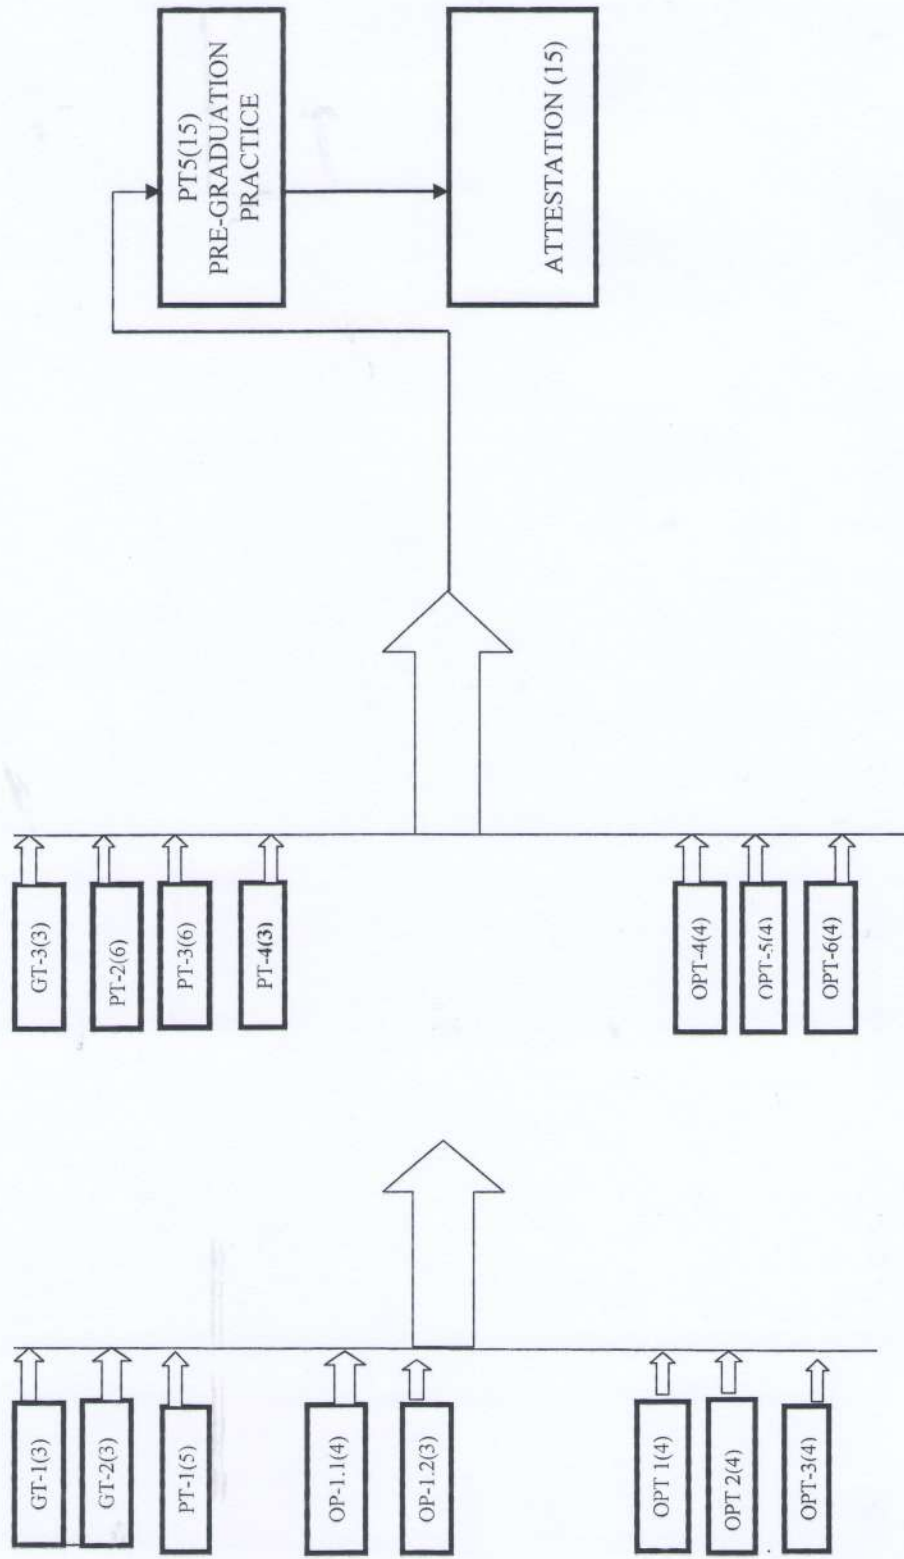 GT-1(3)
GT-2(3)
PT-1(5)
OP-1.1(4)
OP-1.2(3)
OPT 1(4)
OPT 2(4)
OPT-3(4)
GT-3(3)
PT-2(6)
PT-3(6)
PT-4(3)
OPT-4(4)
OPT-5(4)
OPT-6(4)
PT5(15)
PRE-GRADUATION
PRACTICE
ATTESTATION (15)